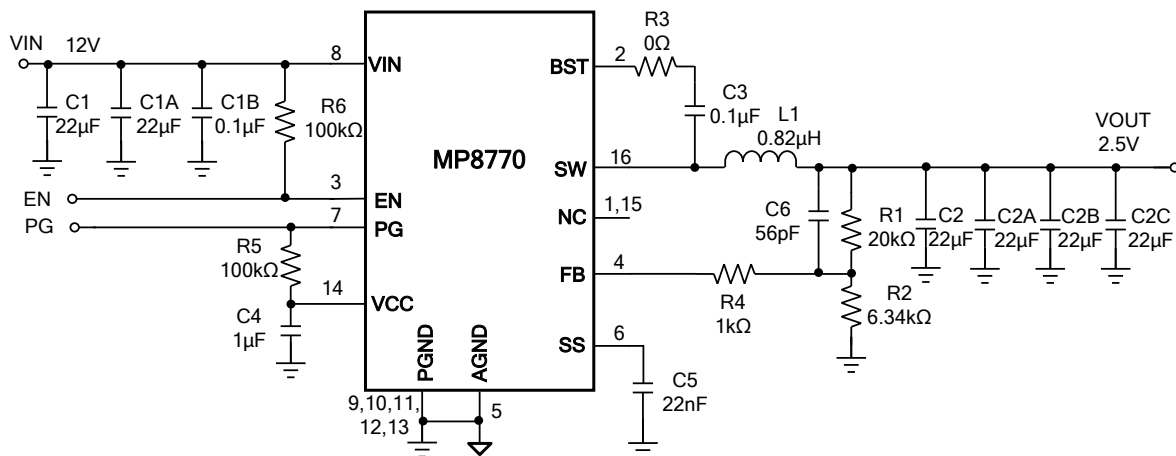 VIN 12V
8 VIN
C1
22µF
C1A
22µF
C1B
0.1µF
R6
100kΩ
EN
3
EN
PG
7
PG
R5
100kΩ
14
VCC
C4
1µF
MP8770
PGND
AGND
9,10,11,
12,13
5
BST
2
R3
0Ω
C3
0.1µF
L1
0.82µH
SW
16
NC
1,15
FB
4
R4
1kΩ
SS
6
C5
22nF
C6
56pF
R1
20kΩ
R2
6.34kΩ
C2
22µF
C2A
22µF
C2B
22µF
C2C
22µF
VOUT
2.5V